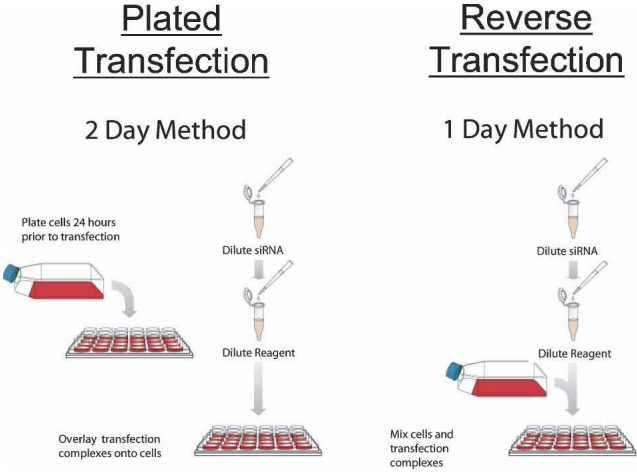 Plated
Transfection
2 Day Method
Plate cells 24 hours
prior to transfection
Dilute siRNA
Dilute Reagent
Overlay transfection
complexes onto cells
Reverse
Transfection
1 Day Method
Dilute siRNA
Dilute Reagent
Mix cells and
transfection
complexes